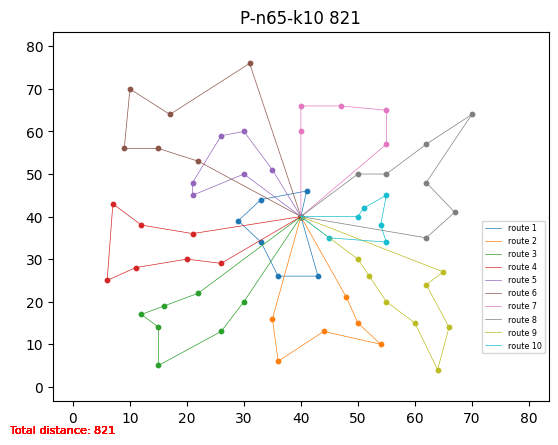 P-n65-k10 821
80
70
60
50
40
30
20
10
0
route 1
route 2
route 3
route 4
route 5
route 6
route 7
route 8
route 9
route 10
0 10 20 30 40 50 60 70 80
Total distance: 821